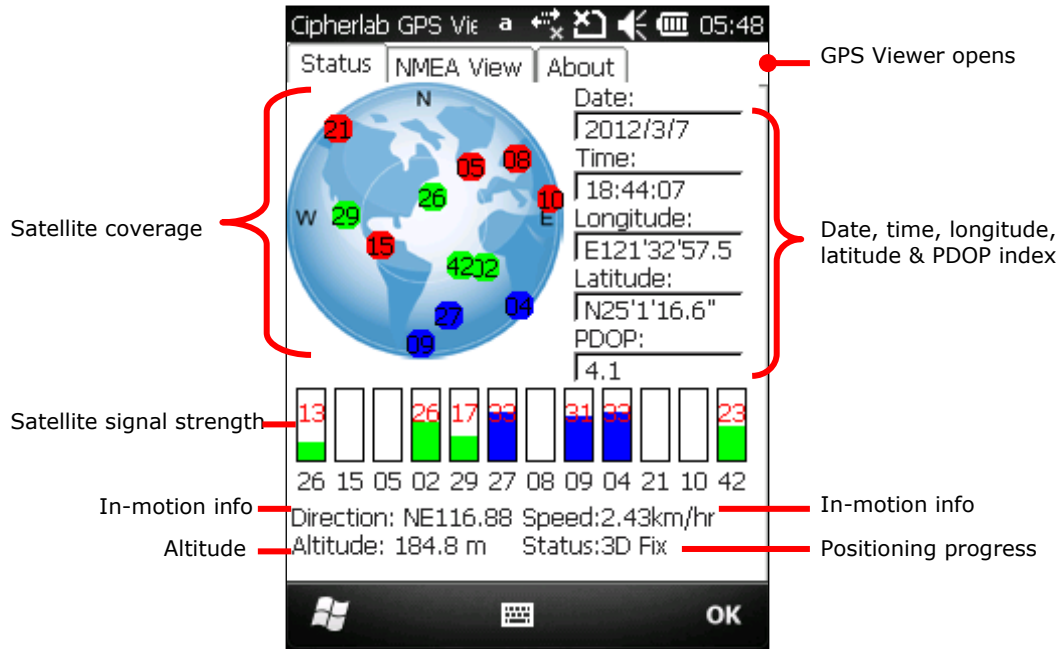 Cipherlab GPS Vie a 05:48
Status NMEA View About
GPS Viewer opens
Satellite coverage
N
W
E
21
05
08
26
10
29
15
42
02
04
27
09
Date:
2012/3/7
Time:
18:44:07
Longitude:
E121'32'57.5
Latitude:
N25'1'16.6"
PDOP:
4.1
Date, time, longitude,
latitude & PDOP index
Satellite signal strength
13 26 17 33 31 33 23
26 15 05 02 29 27 08 09 04 21 10 42
In-motion info
Direction: NE116.88 Speed:2.43km/hr
In-motion info
Altitude
Altitude: 184.8 m Status:3D Fix
Positioning progress
OK